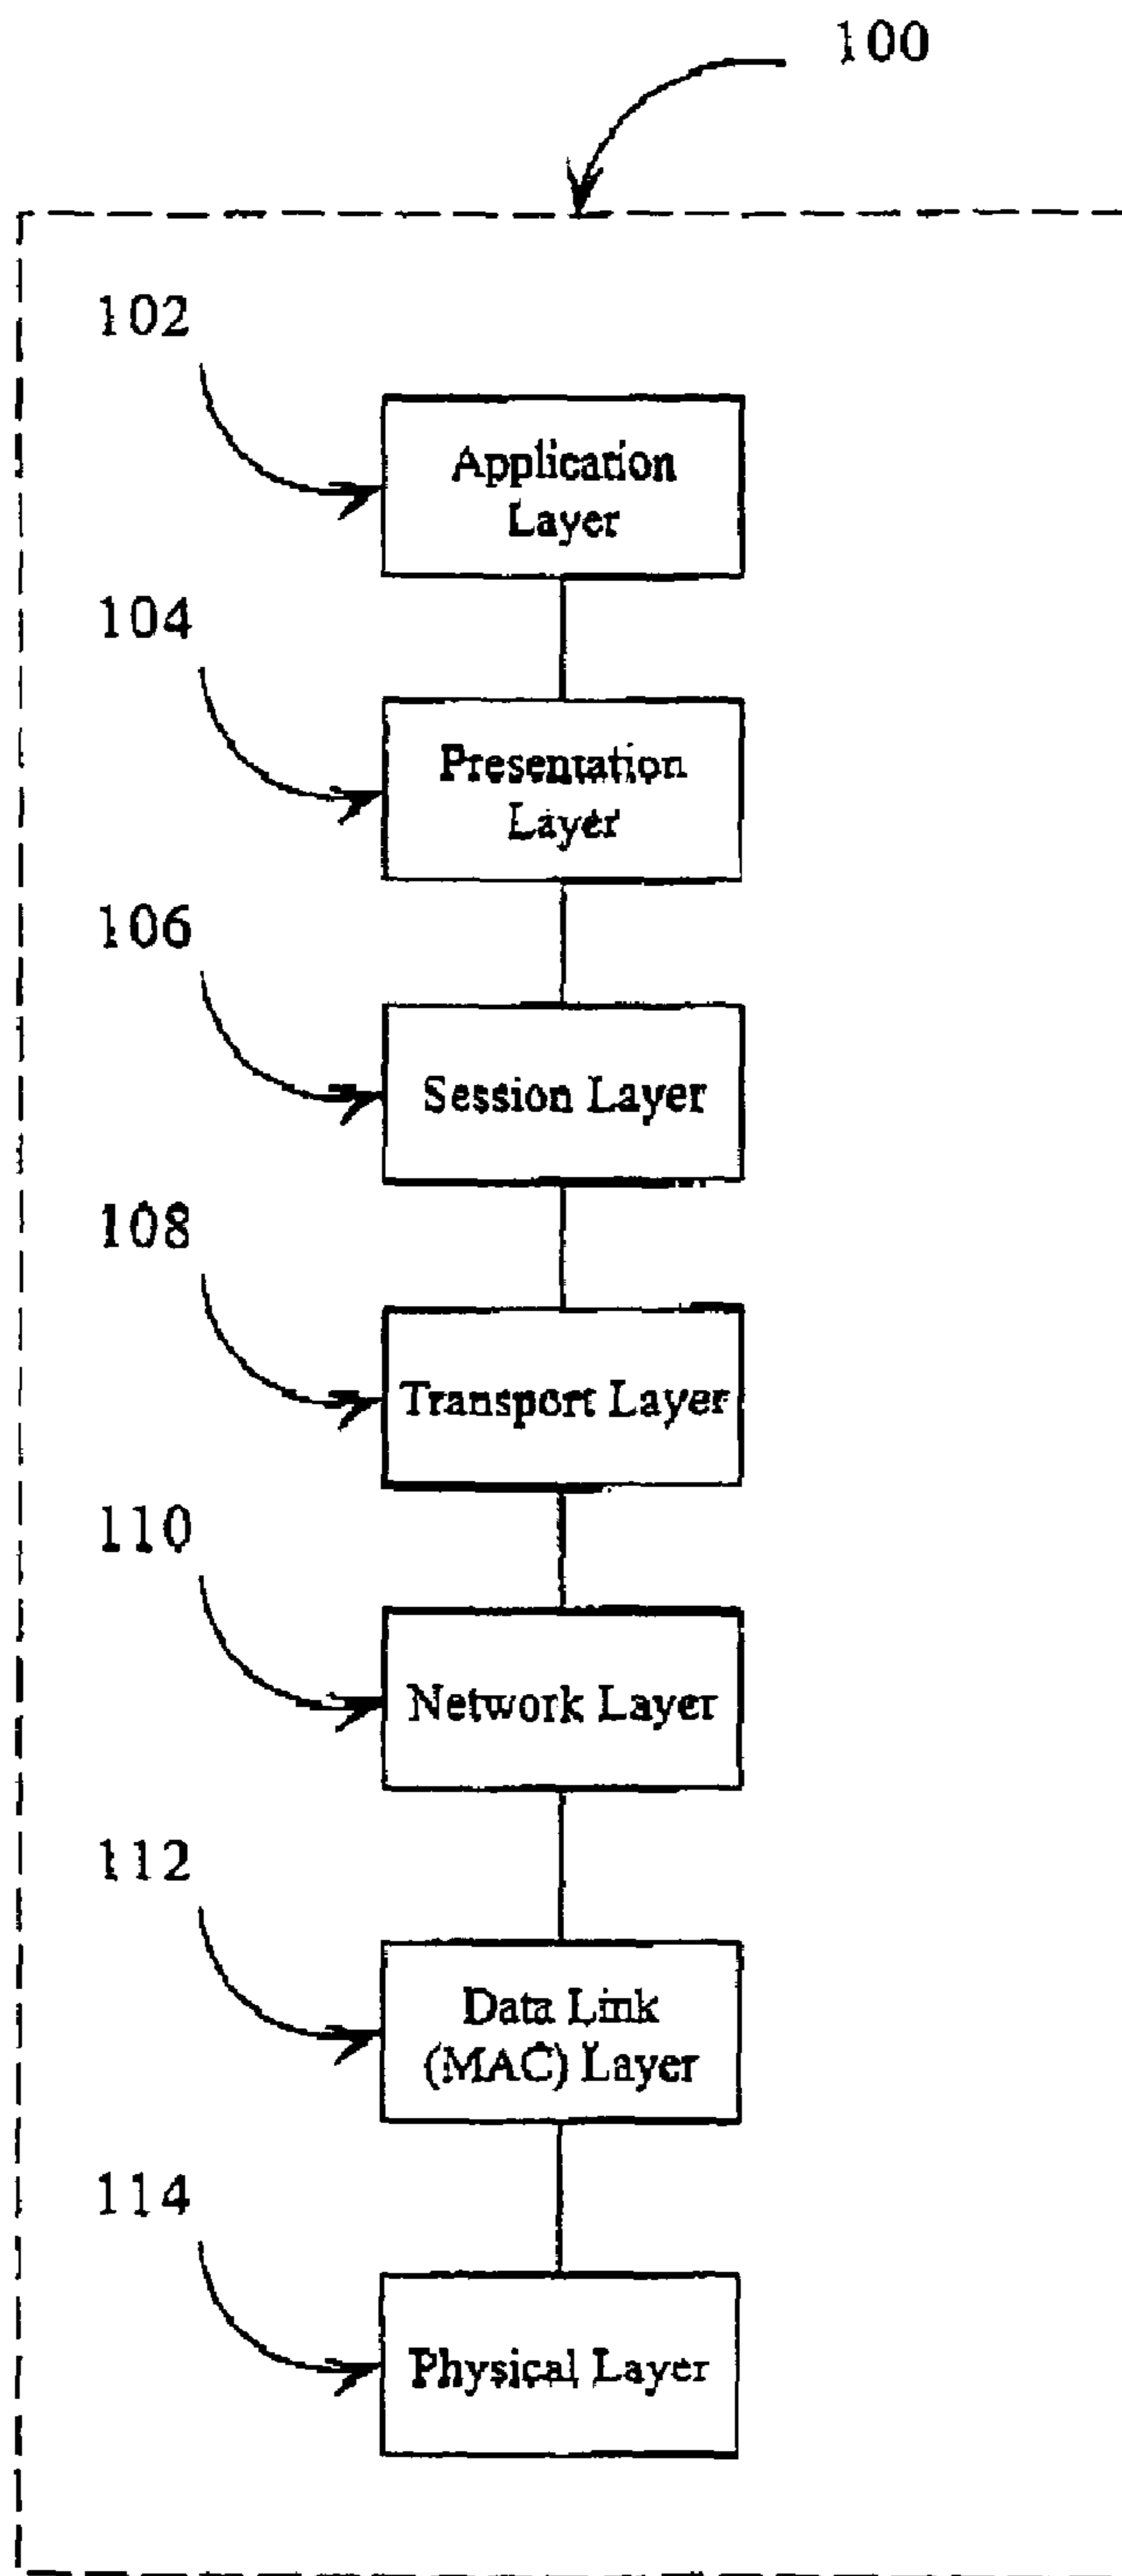 100
102
Application
Layer
104
Presentation
Layer
106
Session Layer
108
Transport Layer
110
Network Layer
112
Data Link
(MAC) Layer
114
Physical Layer